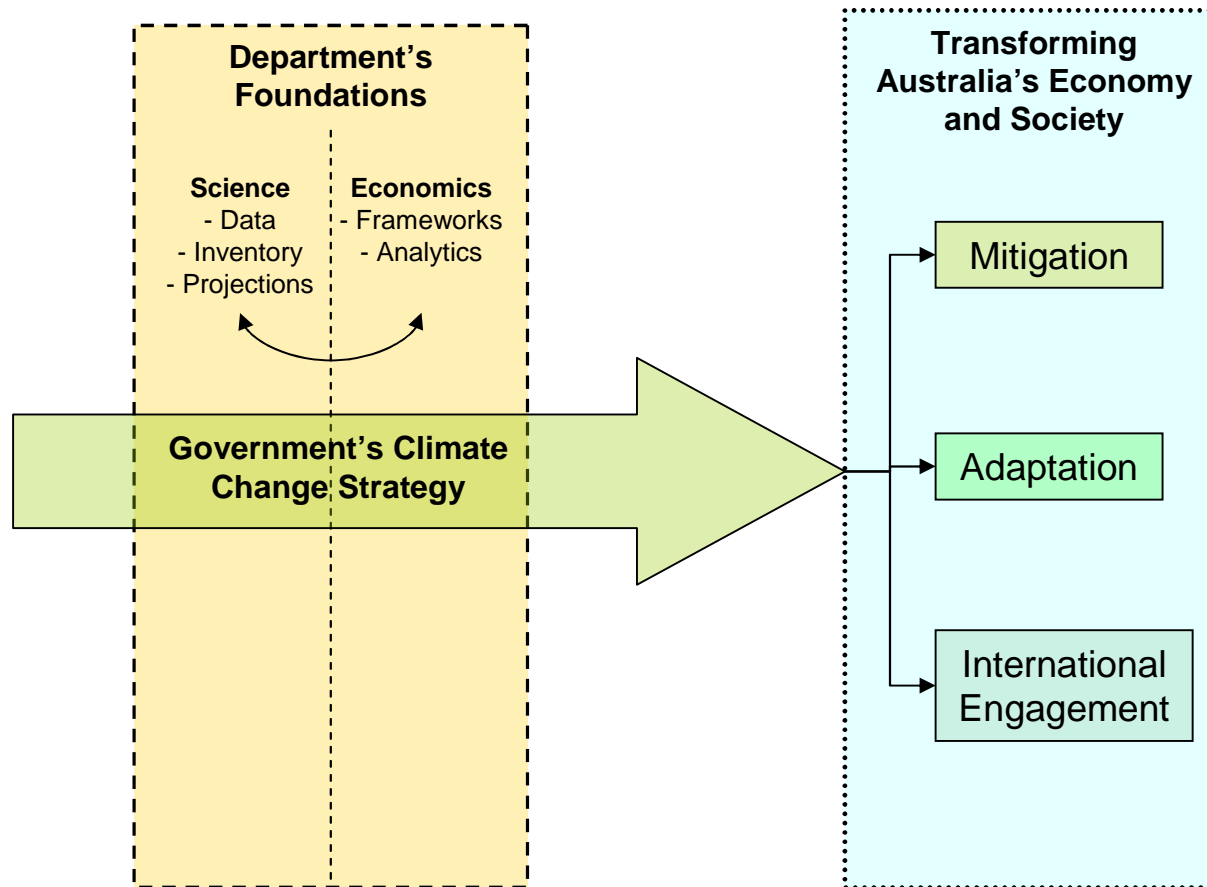 Department’s
Foundations
Science
- Data
- Inventory
- Projections
Economics
- Frameworks
- Analytics
Government’s Climate
Change Strategy
Transforming
Australia’s Economy
and Society
Mitigation
Adaptation
International
Engagement